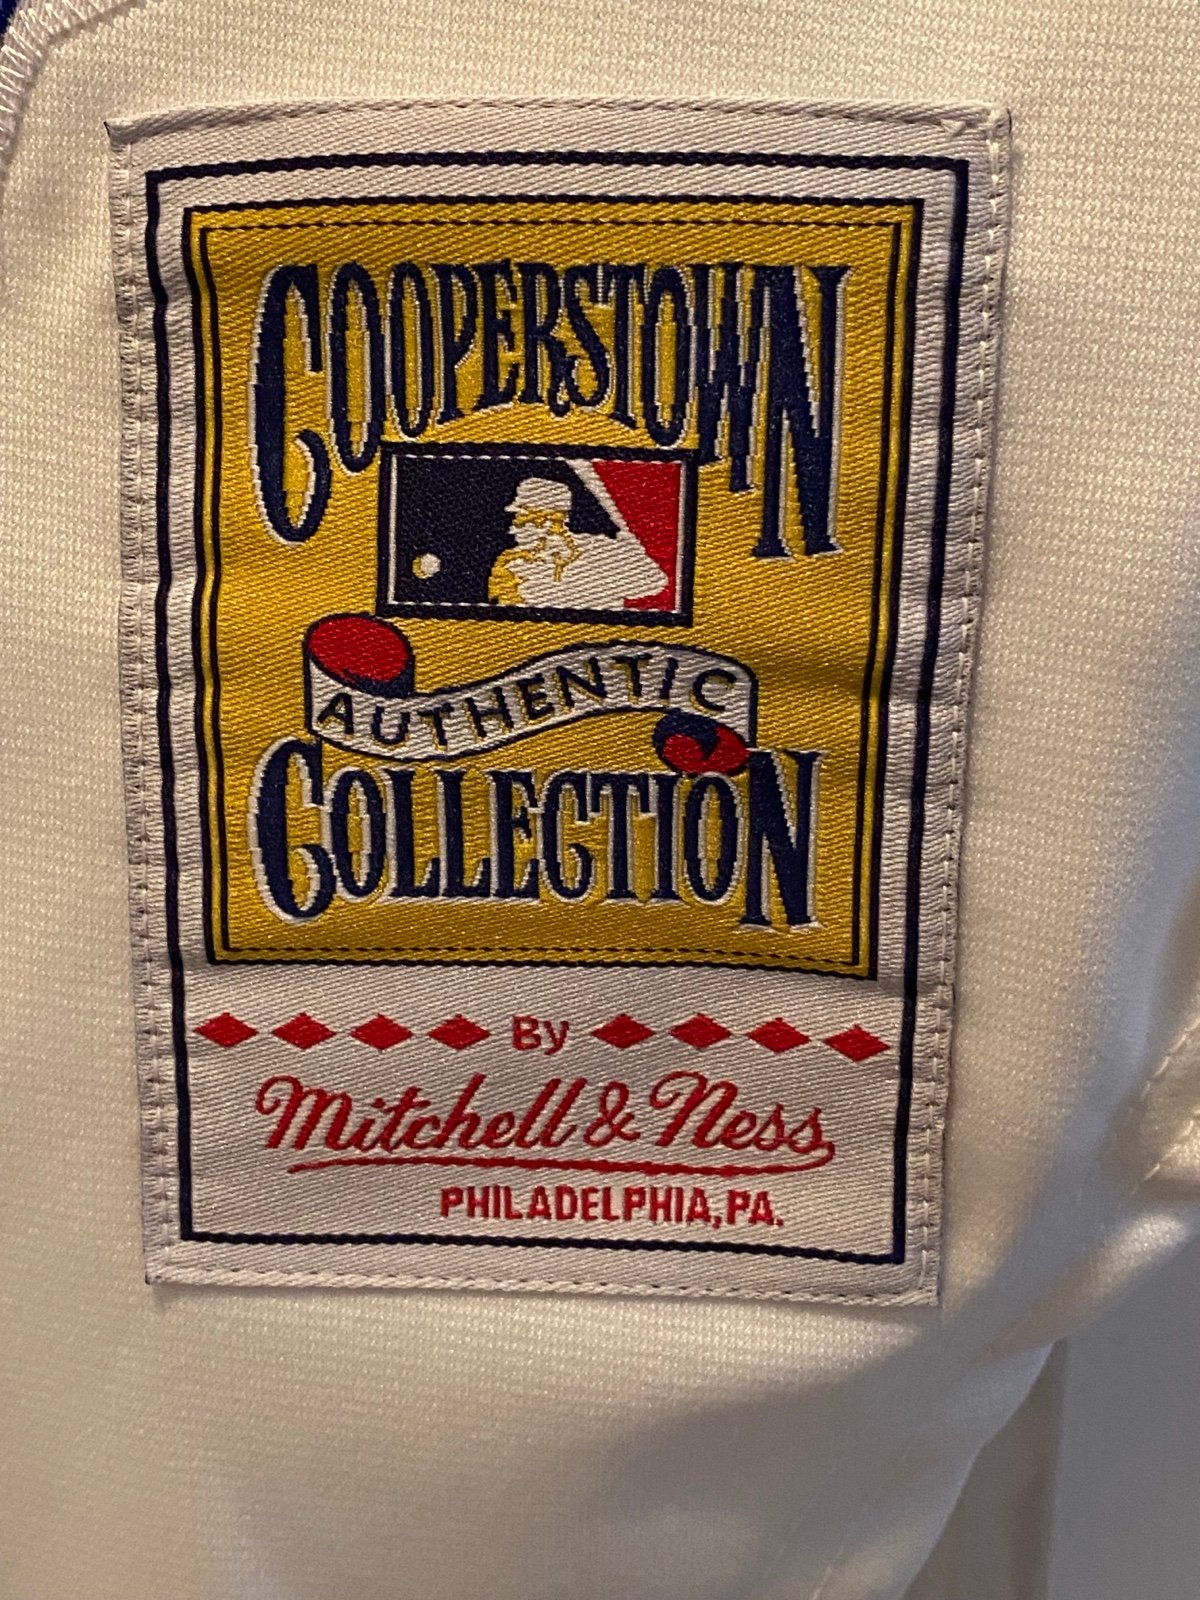 COOPERSTOWN
AUTHENTIC
COLLECTION
By
Mitchell & Ness
PHILADELPHIA, PA.